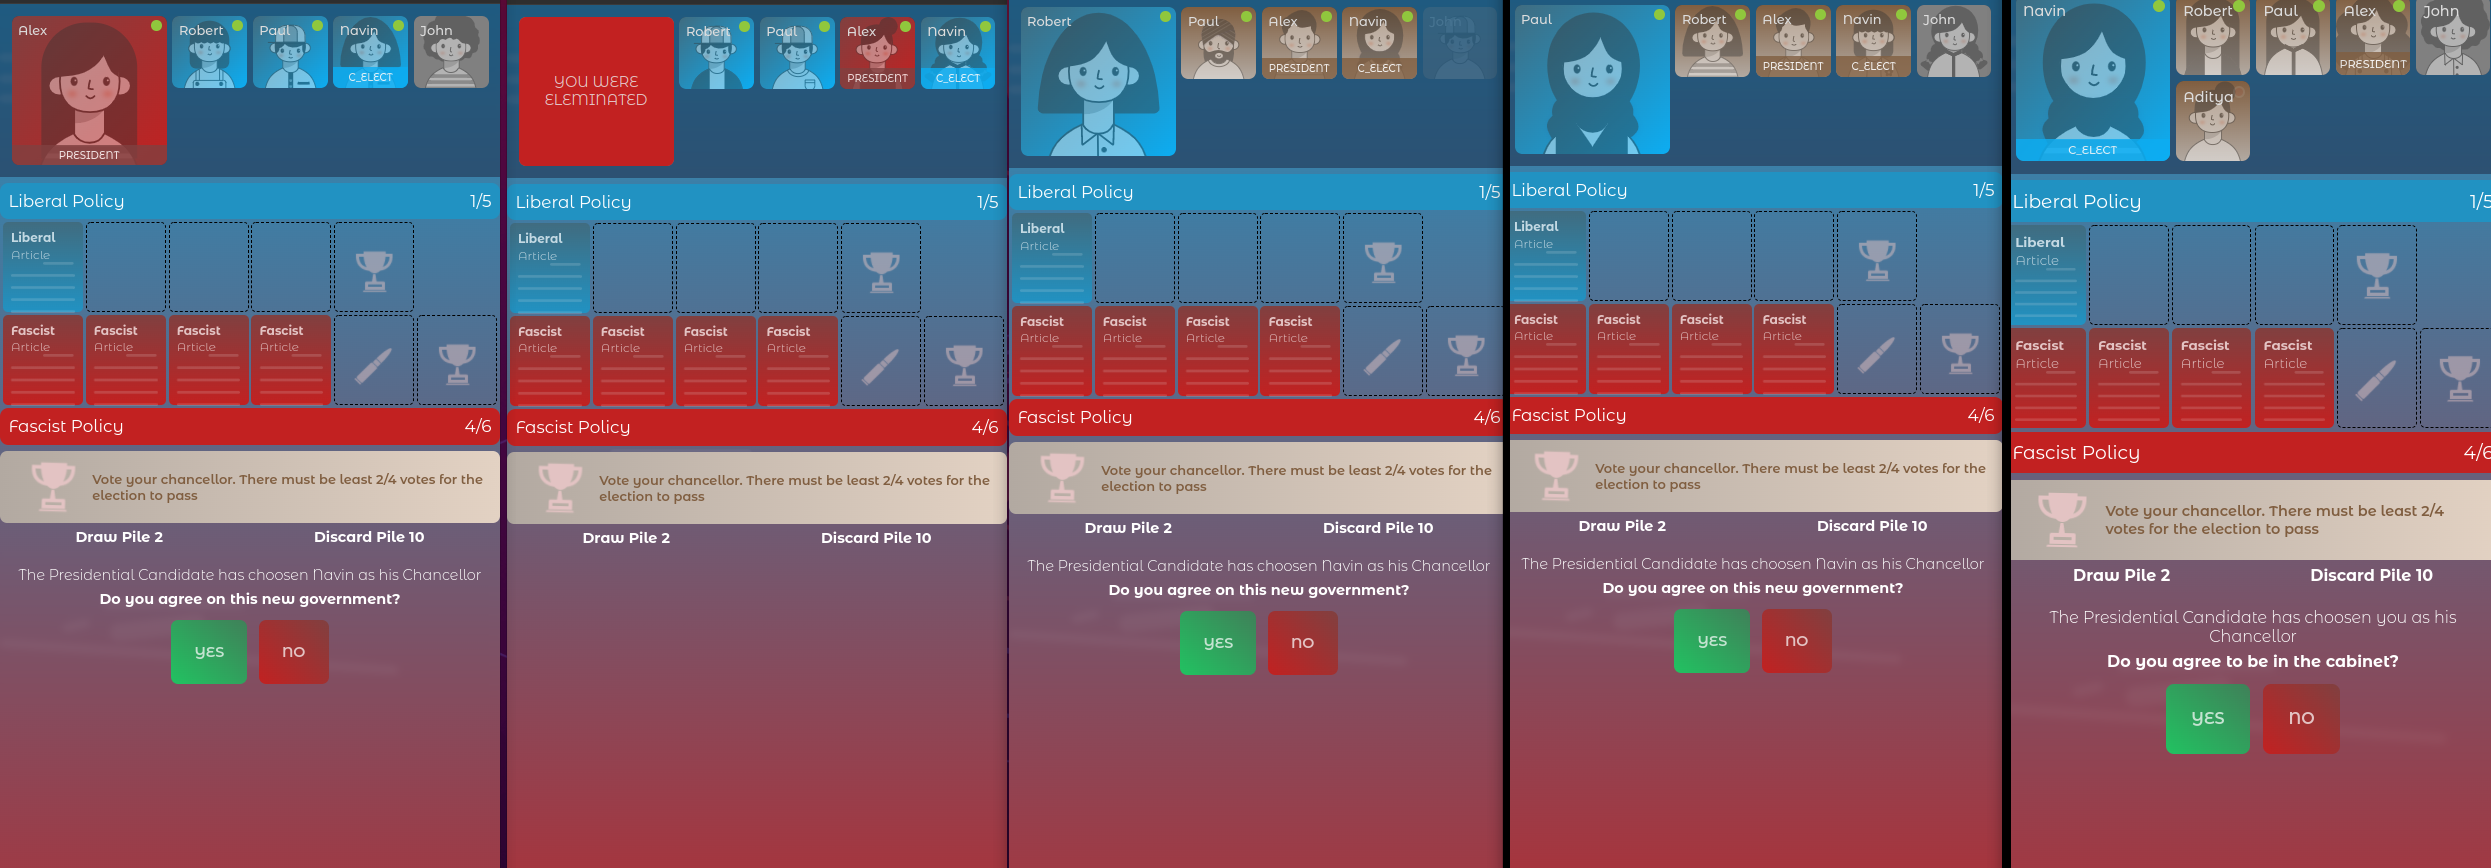 Alex
PRESIDENT
Robert
Paul
Navin
C_ELECT
John
Liberal Policy
1/5
Liberal
Article
Fascist
Article
Fascist
Article
Fascist
Article
Fascist
Article
Fascist Policy
4/6
Vote your chancellor. There must be least 2/4 votes for the
election to pass
Draw Pile 2
Discard Pile 10
The Presidential Candidate has choosen Navin as his Chancellor
Do you agree on this new government?
YES
NO
YOU WERE
ELEMINATED
Robert
Paul
Alex
PRESIDENT
Navin
C_ELECT
Liberal Policy
1/5
Liberal
Article
Fascist
Article
Fascist
Article
Fascist
Article
Fascist
Article
Fascist Policy
4/6
Vote your chancellor. There must be least 2/4 votes for the
election to pass
Draw Pile 2
Discard Pile 10
Robert
Paul
Alex
PRESIDENT
Navin
C_ELECT
John
Liberal Policy
1/5
Liberal
Article
Fascist
Article
Fascist
Article
Fascist
Article
Fascist
Article
Fascist Policy
4/6
Vote your chancellor. There must be least 2/4 votes for the
election to pass
Draw Pile 2
Discard Pile 10
The Presidential Candidate has choosen Navin as his Chancellor
Do you agree on this new government?
YES
NO
Paul
Robert
Alex
PRESIDENT
Navin
C_ELECT
John
Liberal Policy
1/5
Liberal
Article
Fascist
Article
Fascist
Article
Fascist
Article
Fascist
Article
Fascist Policy
4/6
Vote your chancellor. There must be least 2/4 votes for the
election to pass
Draw Pile 2
Discard Pile 10
The Presidential Candidate has choosen Navin as his Chancellor
Do you agree on this new government?
YES
NO
Navin
C_ELECT
Robert
Paul
Alex
PRESIDENT
John
Aditya
Liberal Policy
1/5
Liberal
Article
Fascist
Article
Fascist
Article
Fascist
Article
Fascist
Article
Fascist Policy
4/6
Vote your chancellor. There must be least 2/4
votes for the election to pass
Draw Pile 2
Discard Pile 10
The Presidential Candidate has choosen you as his
Chancellor
Do you agree to be in the cabinet?
YES
NO